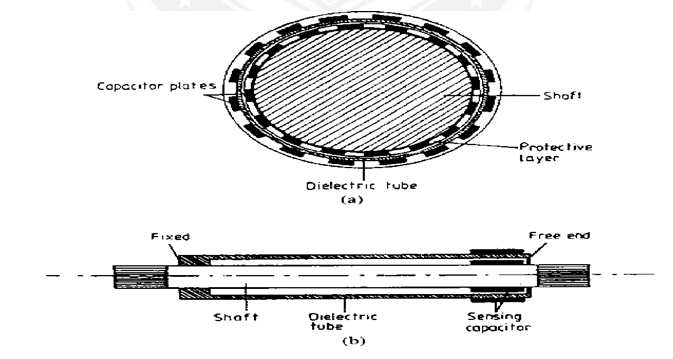 Capacitor plates
Shaft
Protective
layer
Dielectric tube
(a)
Fixed
Free end
Shaft
Dielectric
tube
Sensing
capacitor
(b)